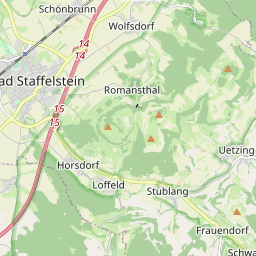 Schönbrunn
Wolfsdorf
14
14
ad Staffelstein
Romansthal
15
15
Uetzing
Horsdorf
Loffeld
Stublang
Frauendorf
Schwa